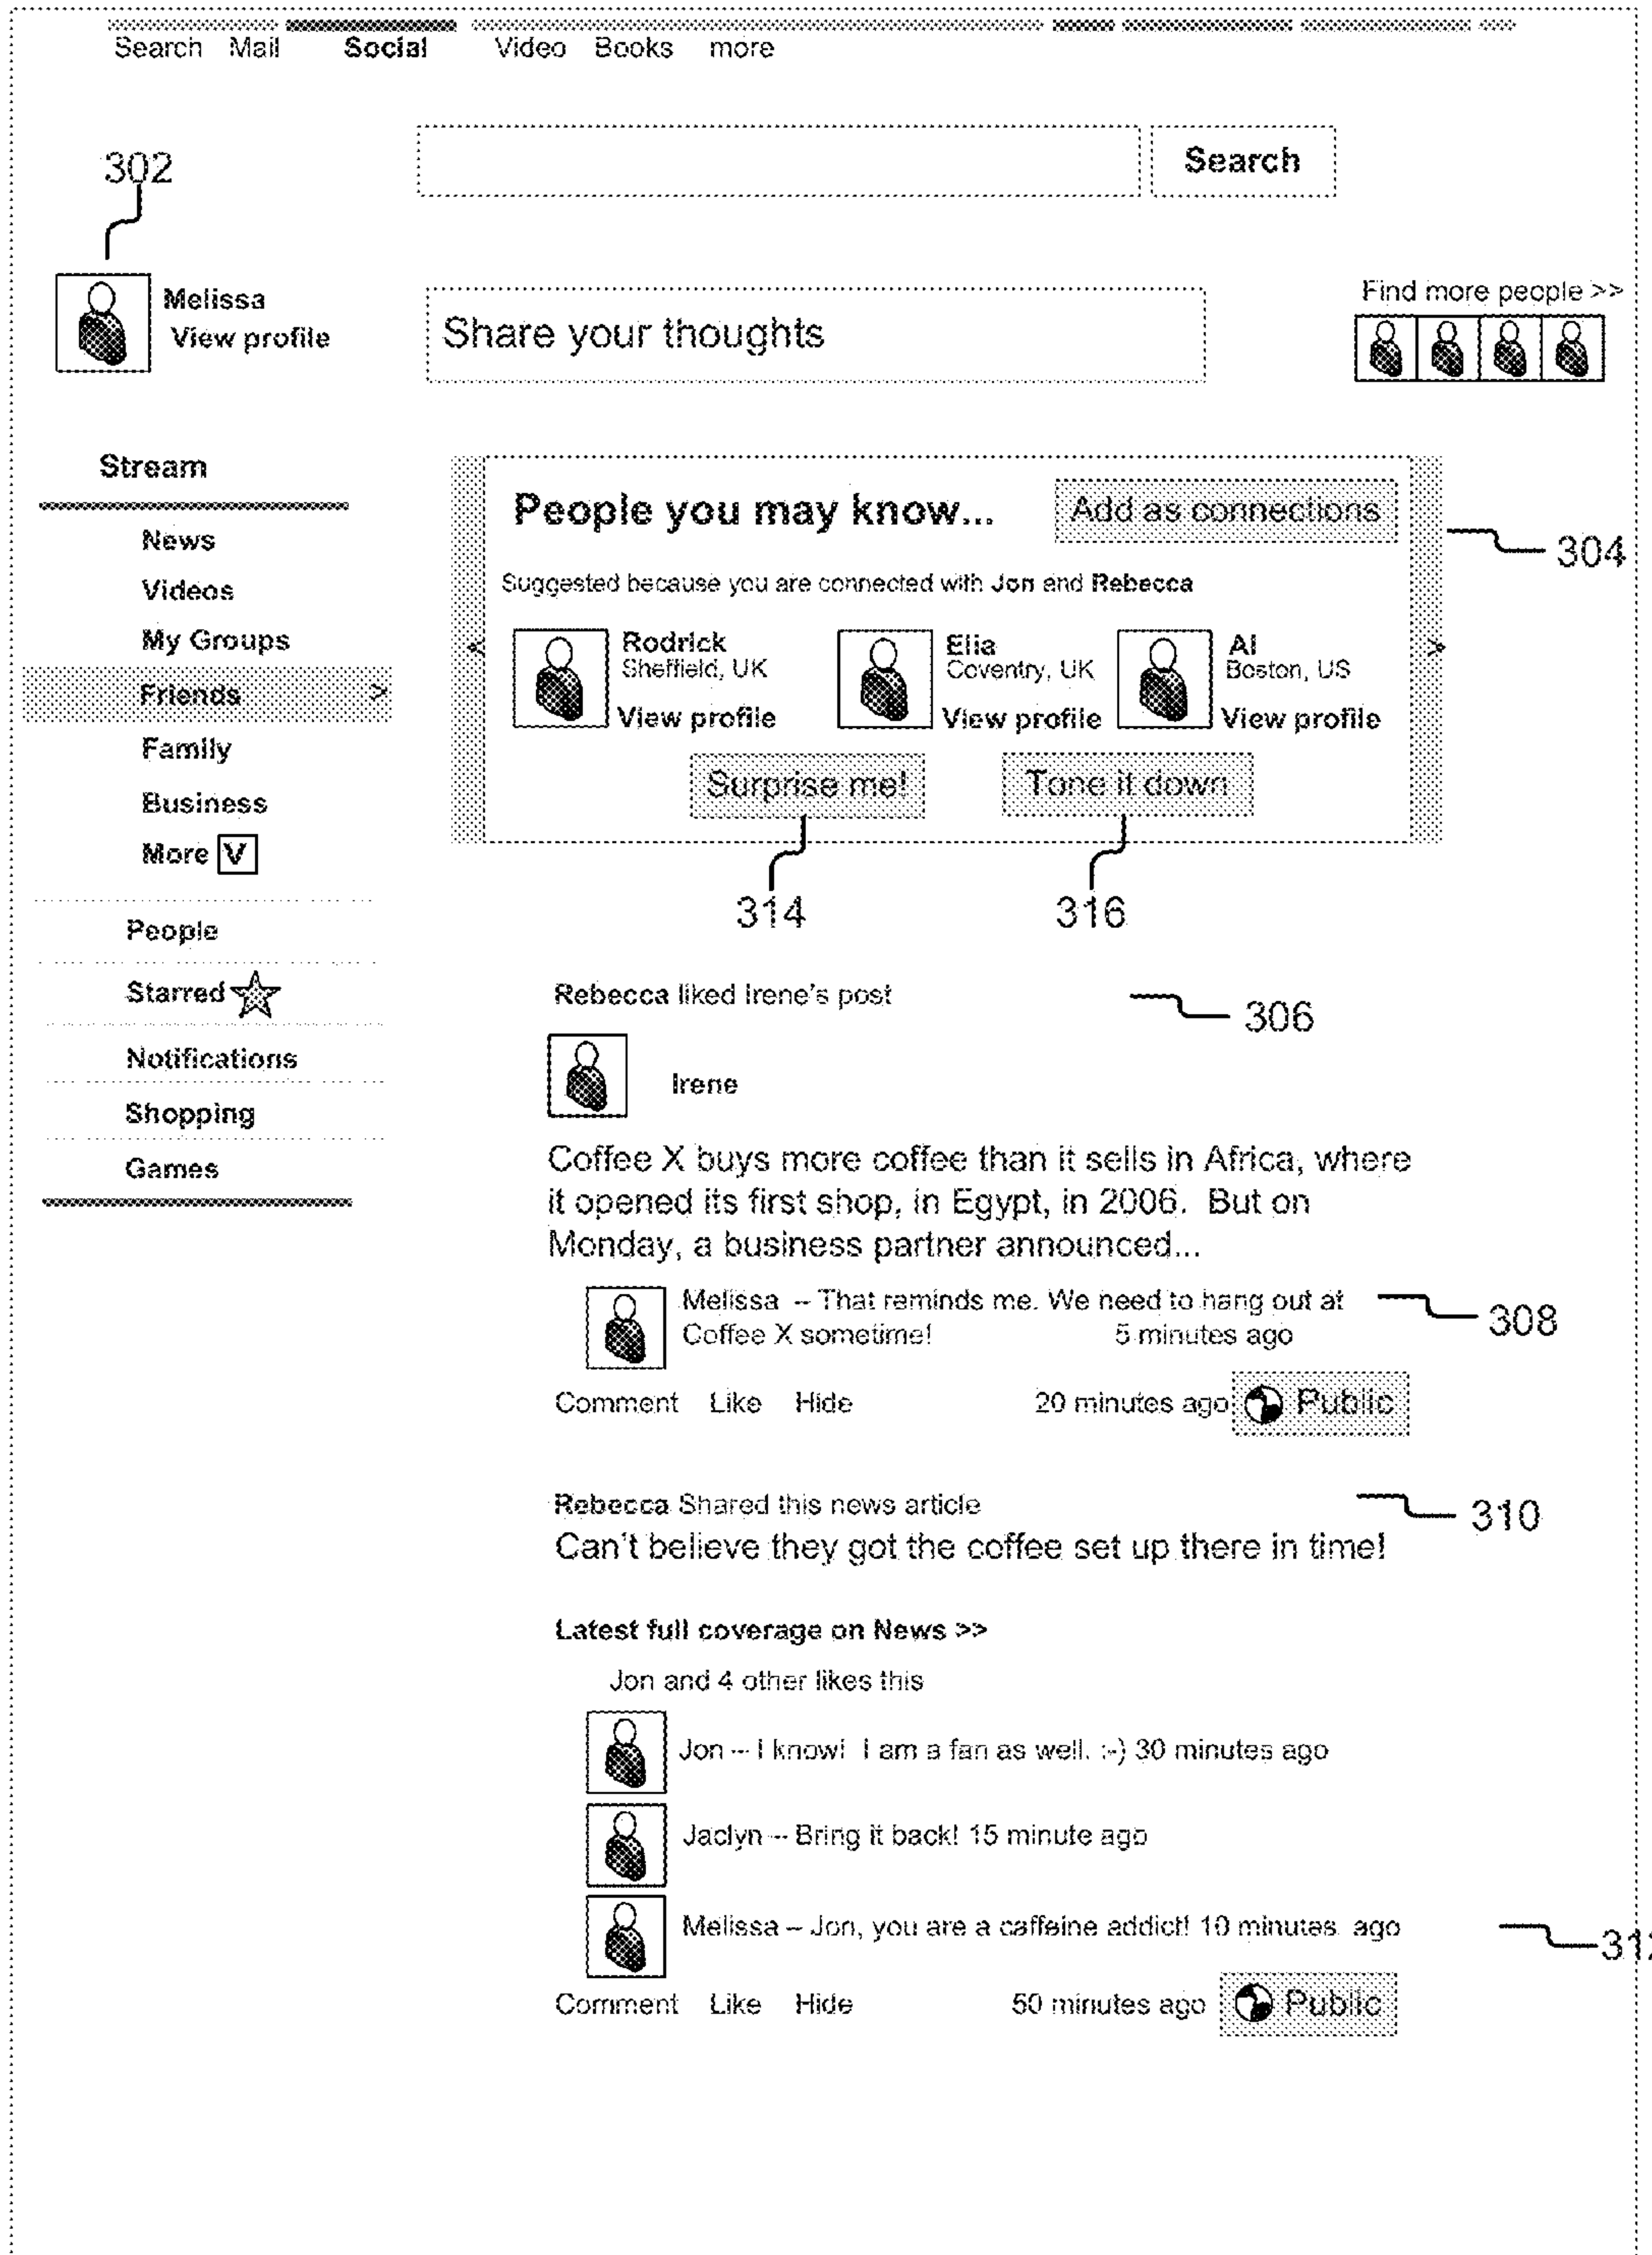 Search Mail Social Video Books more
302
Search
Melissa
View profile
Share your thoughts
Find more people >>
Stream
News
Videos
My Groups
Friends >
Family
Business
More V
People
Starred
Notifications
Shopping
Games
People you may know... Add as connections
304
Suggested because you are connected with Jon and Rebecca
< Rodrick Elia Al >
Sheffield, UK Coventry, UK Boston, US
View profile View profile View profile
Surprise me! Tone it down
314 316
Rebecca liked Irene's post
306
Irene
Coffee X buys more coffee than it sells in Africa, where
it opened its first shop, in Egypt, in 2006. But on
Monday, a business partner announced...
Melissa -- That reminds me. We need to hang out at
Coffee X sometime! 5 minutes ago
308
Comment Like Hide 20 minutes ago Public
Rebecca Shared this news article
310
Can't believe they got the coffee set up there in time!
Latest full coverage on News >>
Jon and 4 other likes this
Jon -- I know! I am a fan as well. :-) 30 minutes ago
Jaclyn -- Bring it back! 15 minute ago
Melissa – Jon, you are a caffeine addict! 10 minutes ago
Comment Like Hide 50 minutes ago Public